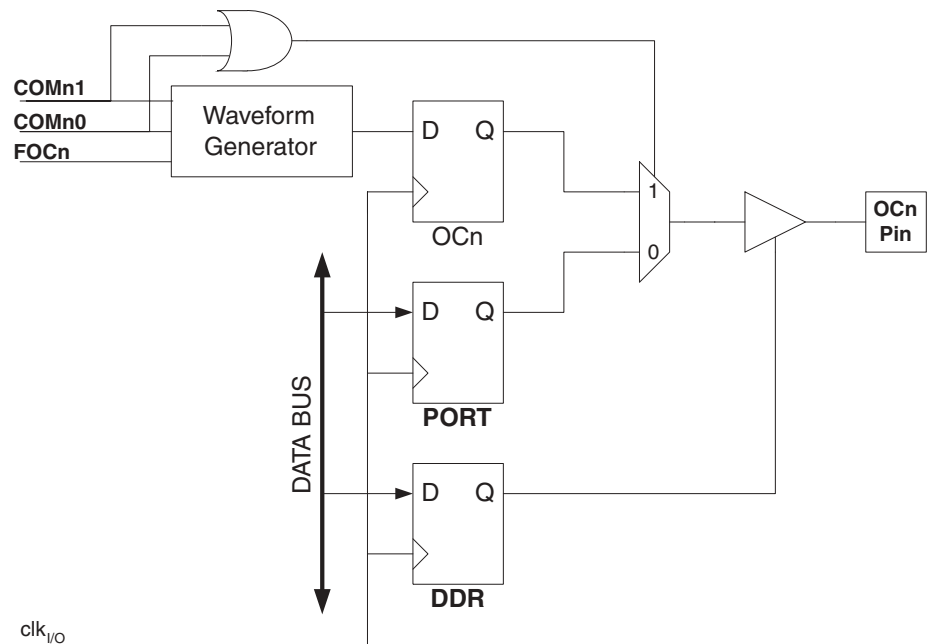 COMn1
COMn0
FOCn
Waveform
Generator
D Q
OCn
1
0
OCn
Pin
D Q
PORT
DATA BUS
D Q
DDR
clkI/O